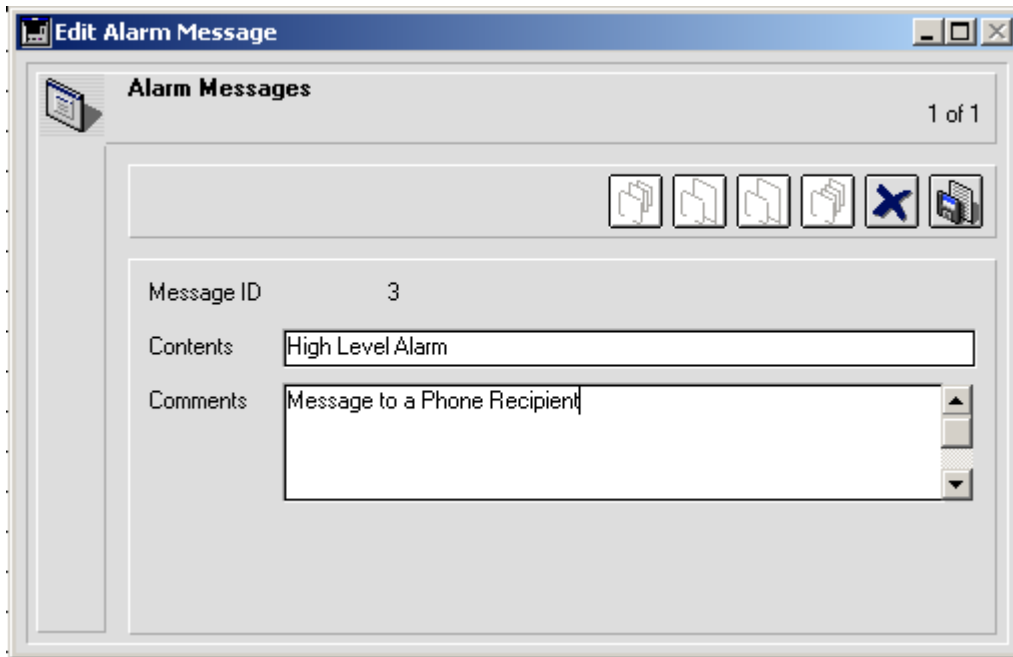 Edit Alarm Message
Alarm Messages
1 of 1
Message ID 3
Contents High Level Alarm
Comments Message to a Phone Recipient